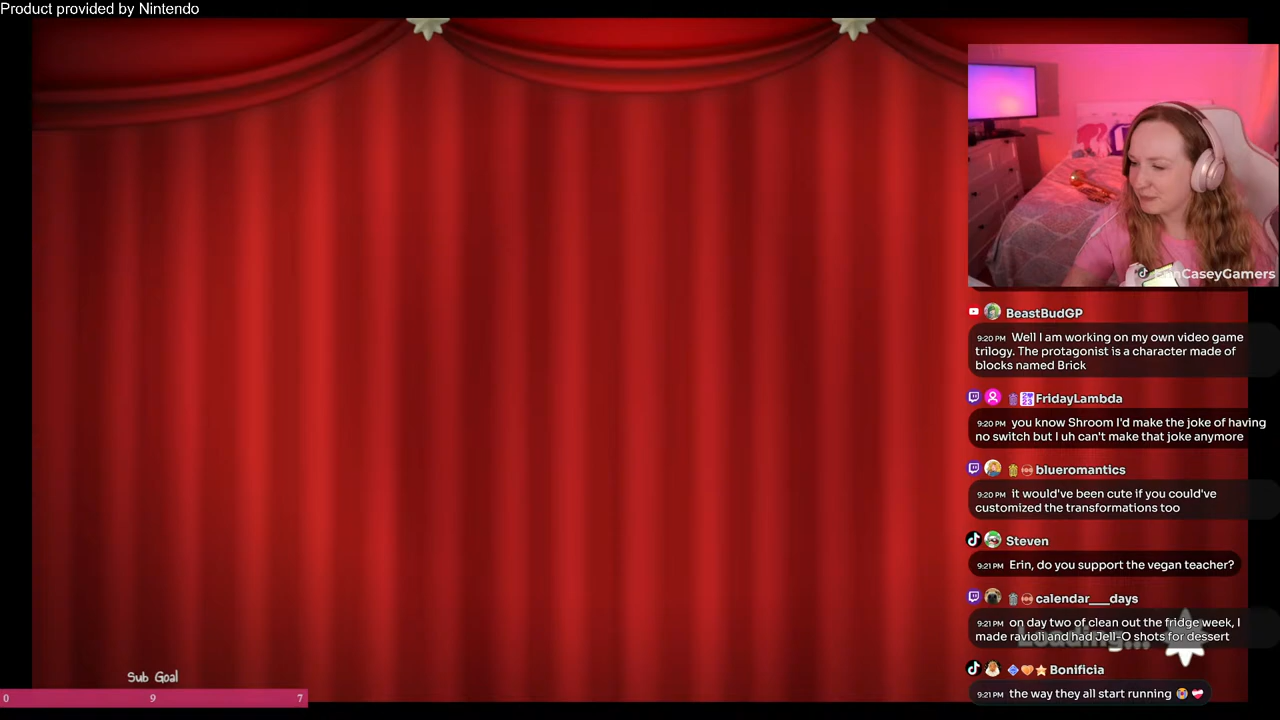 Product provided by Nintendo
CaseyGamers
BeastBudGP
9:20 PM Well I am working on my own video game
trilogy. The protagonist is a character made of
blocks named Brick
FridayLambda
9:20 PM you know Shroom I'd make the joke of having
no switch but I uh can't make that joke anymore
blueromantics
9:20 PM it would've been cute if you could've
customized the transformations too
Steven
9:21 PM Erin, do you support the vegan teacher?
calendar___days
9:21 PM on day two of clean out the fridge week, I
made ravioli and had Jell-O shots for dessert
Loading...
Bonificia
9:21 PM the way they all start running
Sub Goal
0 9 7